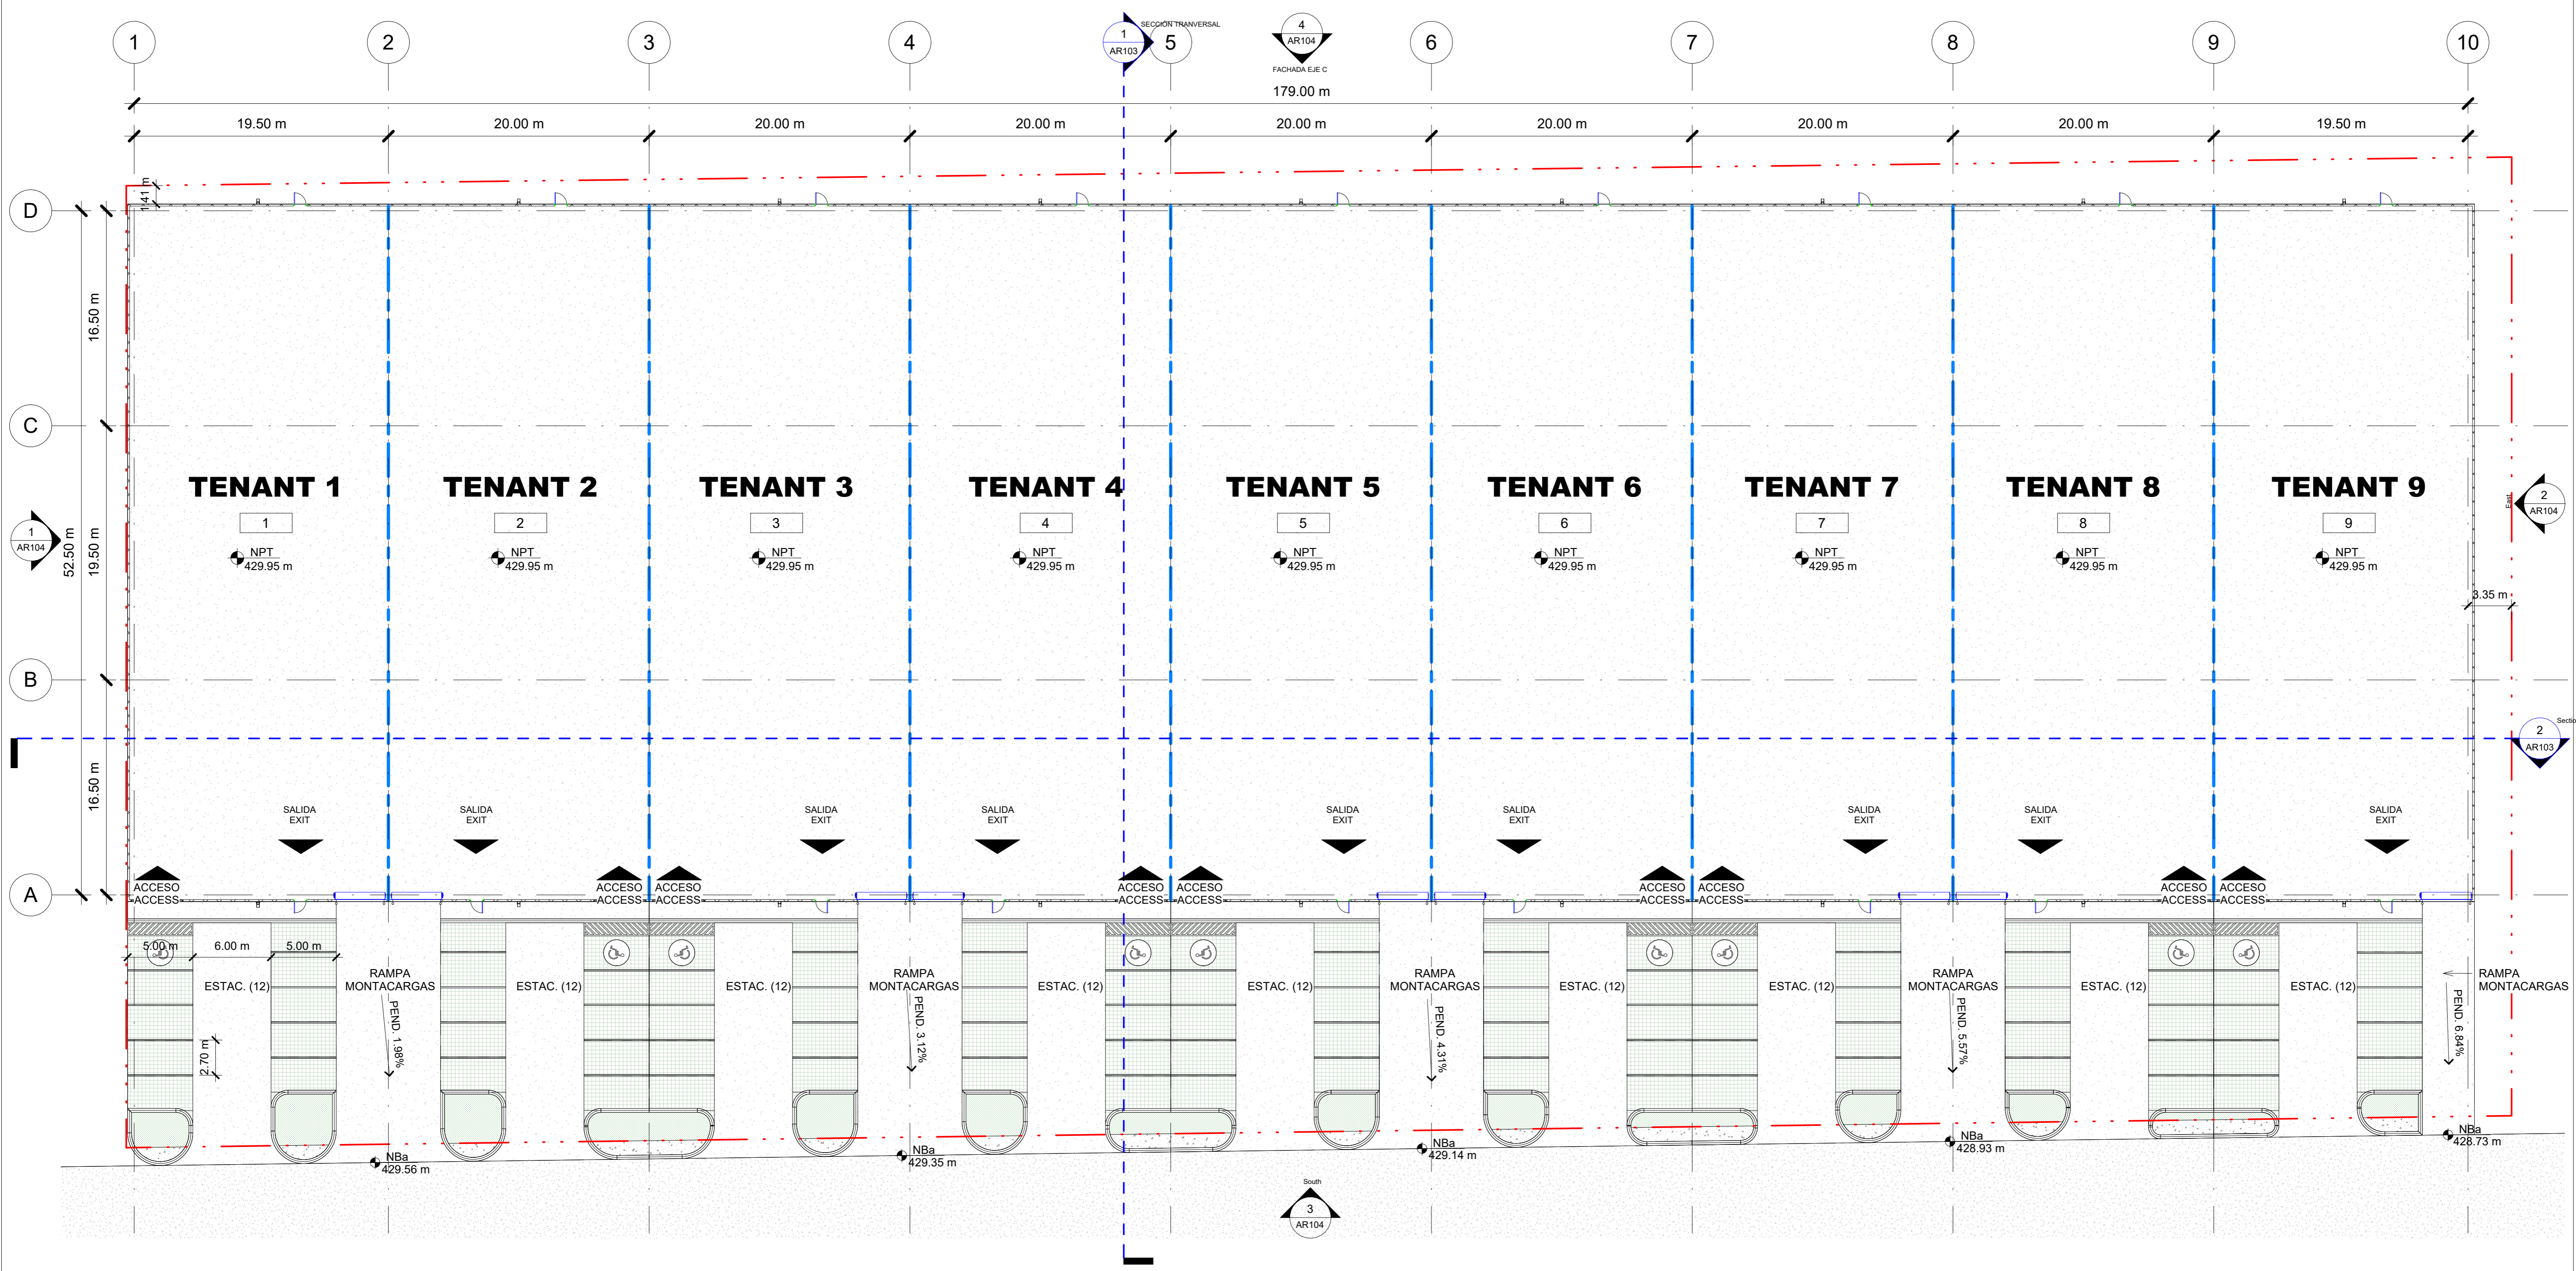 1
2
3
4
1
AR103
SECCIÓN TRANVERSAL
5
4
AR104
FACHADA EJE C
6
7
8
9
10
179.00 m
19.50 m
20.00 m
20.00 m
20.00 m
20.00 m
20.00 m
20.00 m
20.00 m
19.50 m
1.41 m
D
C
B
A
16.50 m
19.50 m
16.50 m
52.50 m
TENANT 1
TENANT 2
TENANT 3
TENANT 4
TENANT 5
TENANT 6
TENANT 7
TENANT 8
TENANT 9
1
2
3
4
5
6
7
8
9
NPT
429.95 m
NPT
429.95 m
NPT
429.95 m
NPT
429.95 m
NPT
429.95 m
NPT
429.95 m
NPT
429.95 m
NPT
429.95 m
NPT
429.95 m
1
AR104
East
2
AR104
3.35 m
Sectio
2
AR103
SALIDA
EXIT
SALIDA
EXIT
SALIDA
EXIT
SALIDA
EXIT
SALIDA
EXIT
SALIDA
EXIT
SALIDA
EXIT
SALIDA
EXIT
SALIDA
EXIT
ACCESO
ACCESS
ACCESO
ACCESS
ACCESO
ACCESS
ACCESO
ACCESS
ACCESO
ACCESS
ACCESO
ACCESS
ACCESO
ACCESS
ACCESO
ACCESS
ACCESO
ACCESS
5.00 m
6.00 m
5.00 m
2.70 m
ESTAC. (12)
RAMPA
MONTACARGAS
PEND. 1.98%
ESTAC. (12)
ESTAC. (12)
RAMPA
MONTACARGAS
PEND. 3.12%
ESTAC. (12)
ESTAC. (12)
RAMPA
MONTACARGAS
PEND. 4.31%
ESTAC. (12)
ESTAC. (12)
RAMPA
MONTACARGAS
PEND. 5.57%
ESTAC. (12)
ESTAC. (12)
RAMPA
MONTACARGAS
PEND. 6.84%
NBa
429.56 m
NBa
429.35 m
NBa
429.14 m
NBa
428.93 m
NBa
428.73 m
South
3
AR104